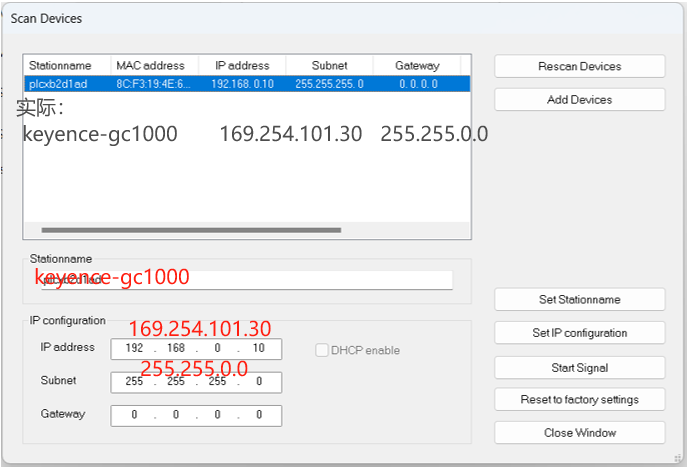 Scan Devices
Stationname MAC address IP address Subnet Gateway
plcxb2d1ad 8C:F3:19:4E:6... 192.168. 0.10 255.255.255. 0 0. 0. 0. 0
Rescan Devices
Add Devices
实际：
keyence-gc1000 169.254.101.30 255.255.0.0
Stationname
keyence-gc1000
plcxb2d1ad
Set Stationname
IP configuration
169.254.101.30
IP address 192 . 168 . 0 . 10
DHCP enable
Set IP configuration
255.255.0.0
Subnet 255 . 255 . 255 . 0
Start Signal
Gateway 0 . 0 . 0 . 0
Reset to factory settings
Close Window